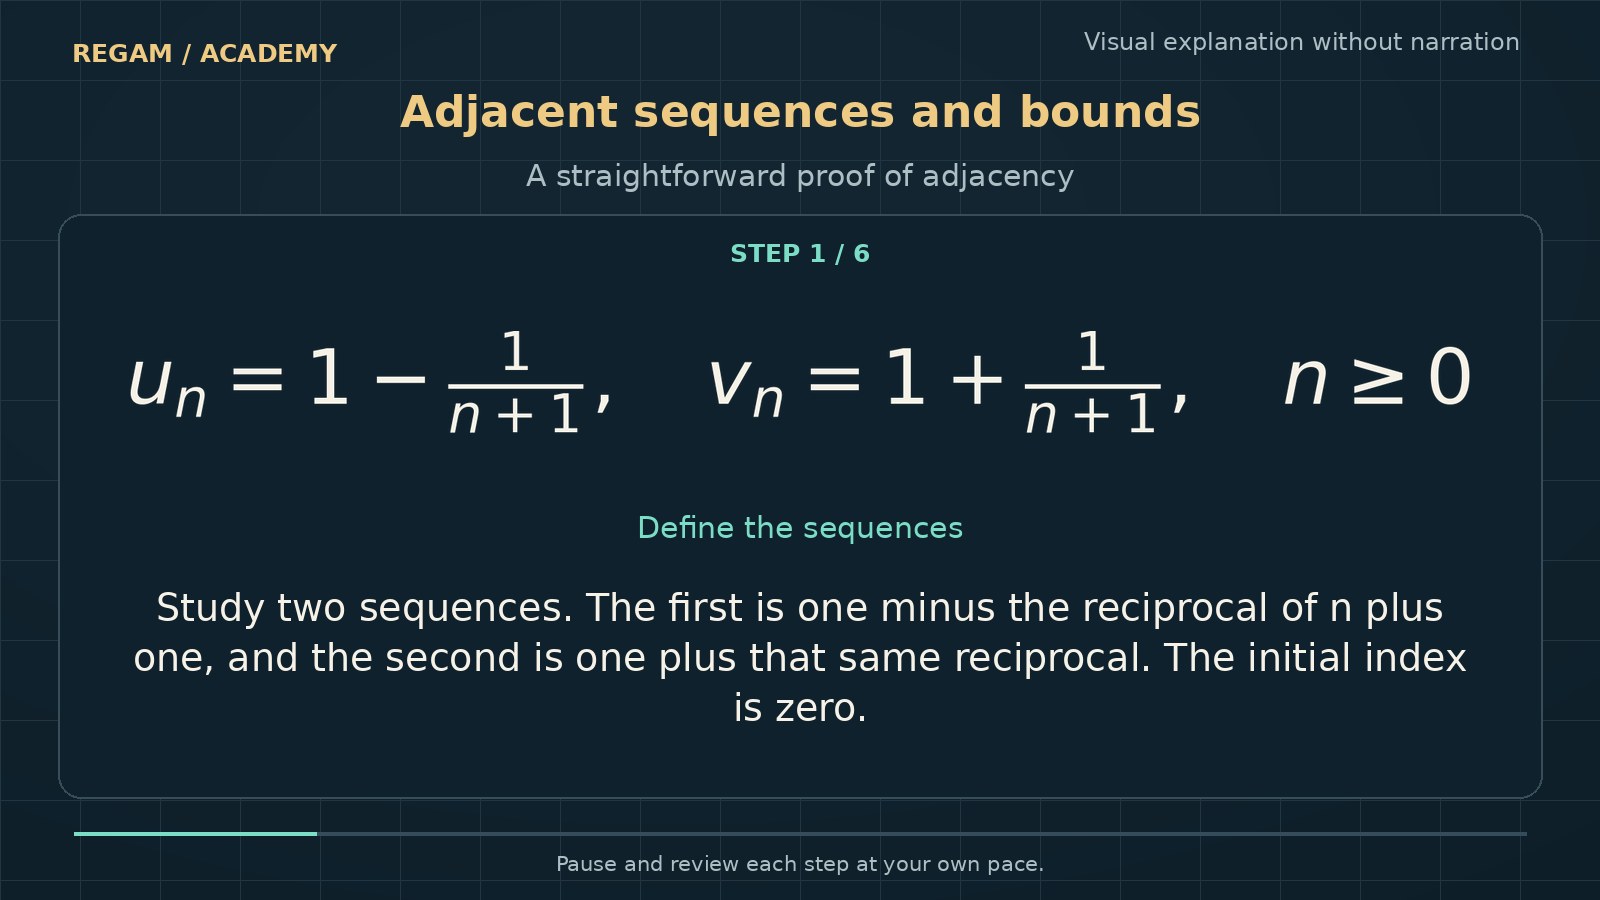 REGAM / ACADEMY
Visual explanation without narration
Adjacent sequences and bounds
A straightforward proof of adjacency
STEP 1 / 6
uₙ = 1 − 1/(n + 1), vₙ = 1 + 1/(n + 1), n ≥ 0
Define the sequences
Study two sequences. The first is one minus the reciprocal of n plus
one, and the second is one plus that same reciprocal. The initial index
is zero.
Pause and review each step at your own pace.